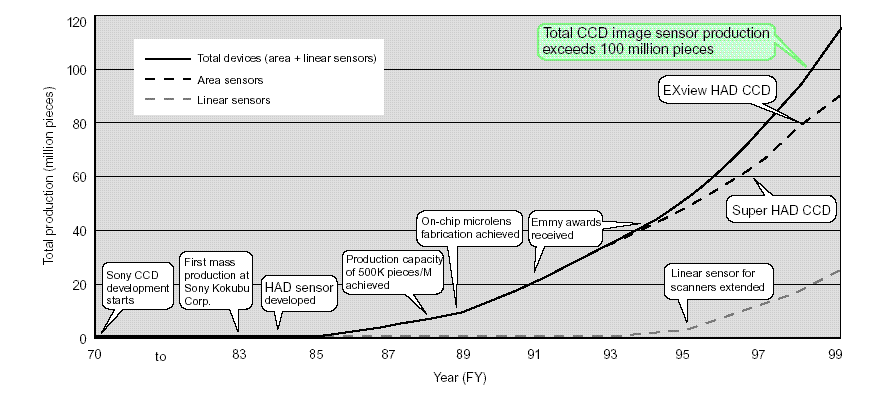 120
100
80
60
40
20
0
Total production (million pieces)
Total devices (area + linear sensors)
Area sensors
Linear sensors
Total CCD image sensor production
exceeds 100 million pieces
EXview HAD CCD
Super HAD CCD
On-chip microlens
fabrication achieved
Emmy awards
received
Production capacity
of 500K pieces/M
achieved
First mass
production at
Sony Kokubu
Corp.
Sony CCD
development
starts
HAD sensor
developed
Linear sensor for
scanners extended
70 to 83 85 87 89 91 93 95 97 99
Year (FY)